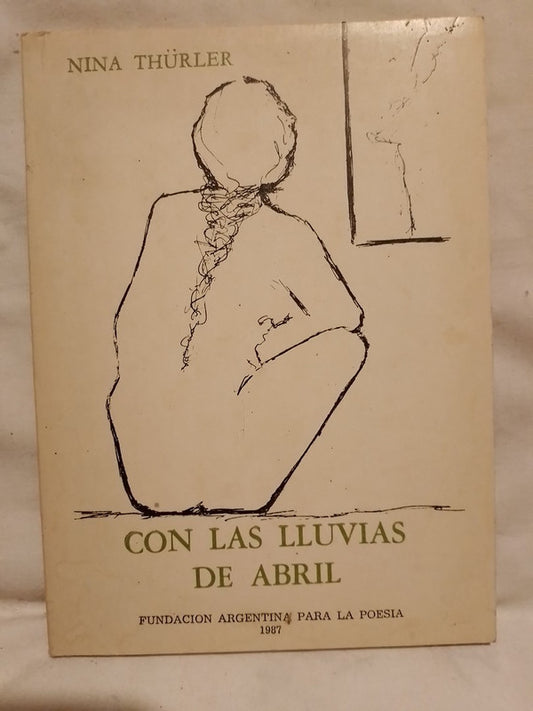 NINA THÜRLER
CON LAS LLUVIAS
DE ABRIL
FUNDACION ARGENTINA PARA LA POESIA
1987